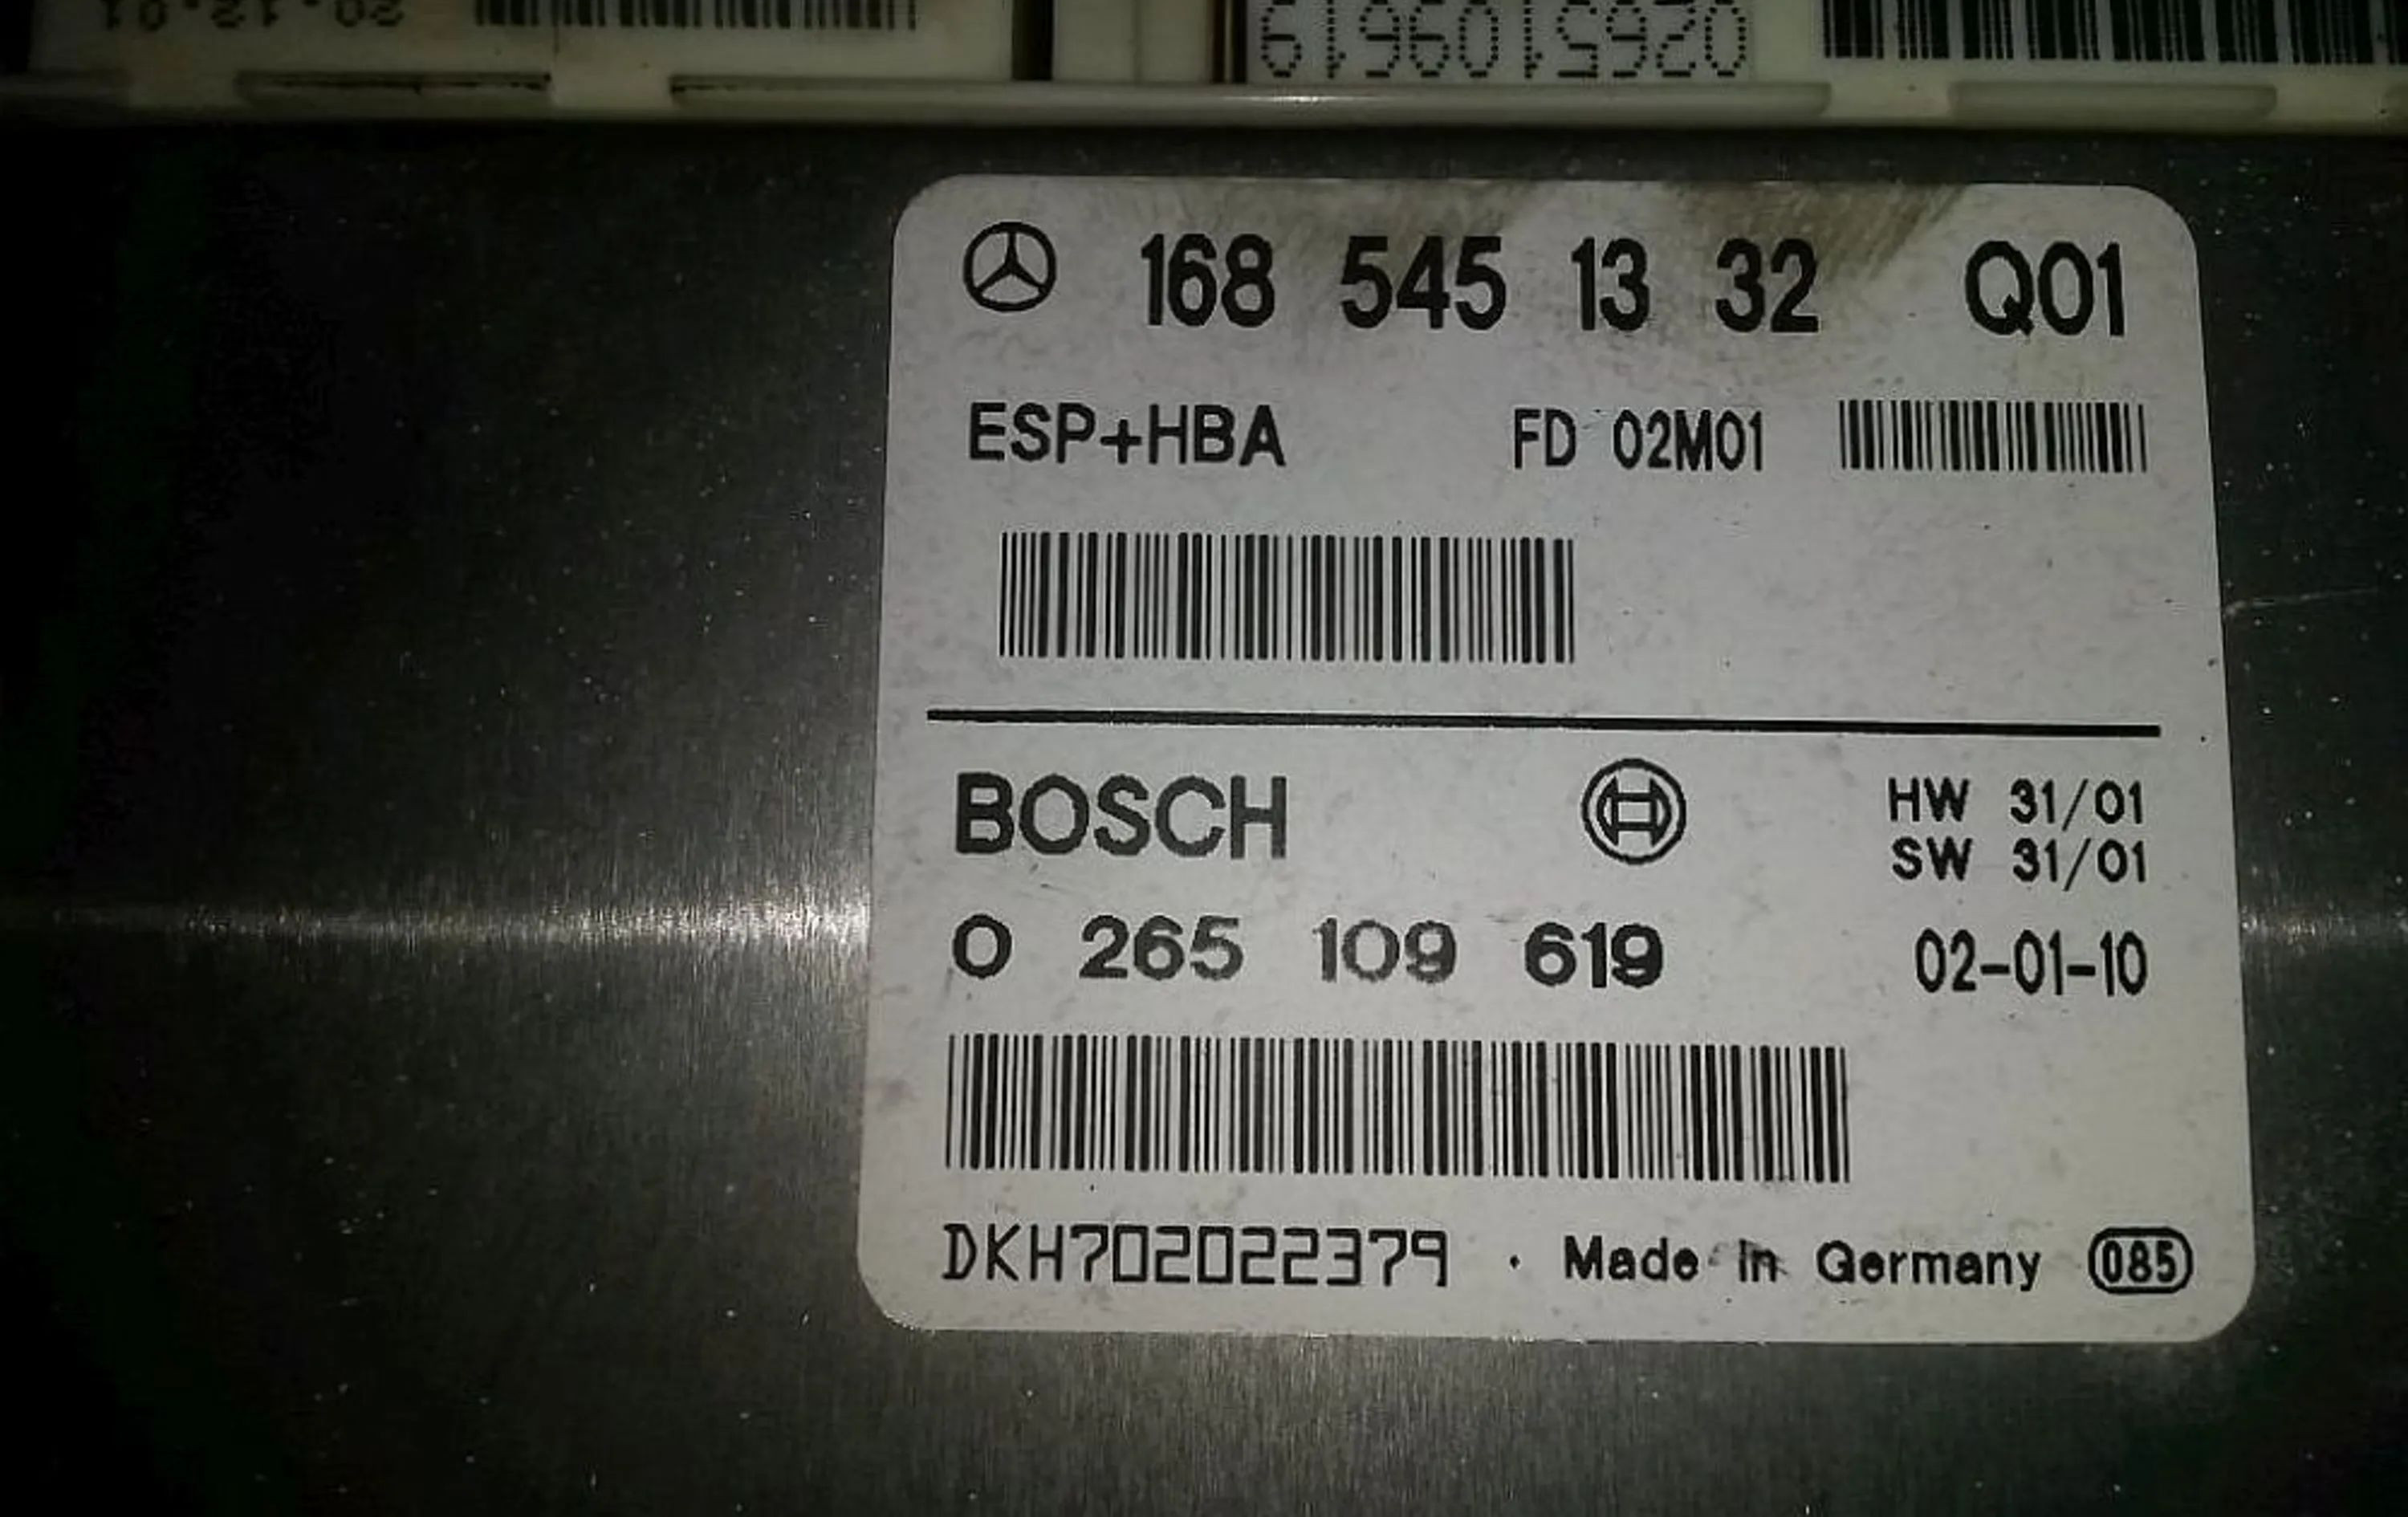 20.12.01
0265109619
168 545 13 32 Q01
ESP+HBA FD 02M01
BOSCH HW 31/01
SW 31/01
0 265 109 619 02-01-10
DKH702022379 · Made in Germany 085